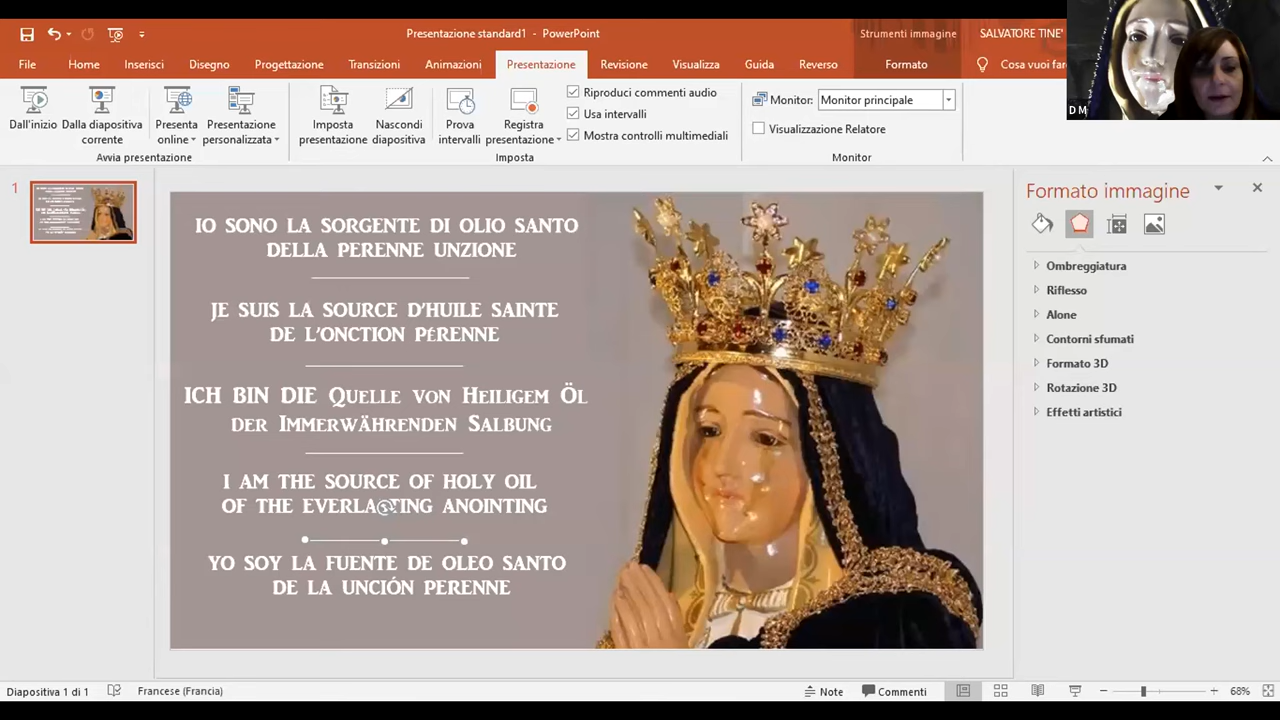 Presentazione standard1 - PowerPoint
Strumenti immagine
SALVATORE TINE'
File
Home
Inserisci
Disegno
Progettazione
Transizioni
Animazioni
Presentazione
Revisione
Visualizza
Guida
Reverso
Formato
Cosa vuoi fare
Dall'inizio
Dalla diapositiva
corrente
Presenta
online
Presentazione
personalizzata
Avvia presentazione
Imposta
presentazione
Nascondi
diapositiva
Prova
intervalli
Registra
presentazione
Riproduci commenti audio
Usa intervalli
Mostra controlli multimediali
Imposta
Monitor:
Monitor principale
Visualizzazione Relatore
Monitor
D M
1
IO SONO LA SORGENTE DI OLIO SANTO
DELLA PERENNE UNZIONE
JE SUIS LA SOURCE D'HUILE SAINTE
DE L'ONCTION PÉRENNE
ICH BIN DIE Quelle von Heiligem Öl
der Immerwährenden Salbung
I AM THE SOURCE OF HOLY OIL
OF THE EVERLASTING ANOINTING
YO SOY LA FUENTE DE OLEO SANTO
DE LA UNCIÓN PERENNE
Formato immagine
Ombreggiatura
Riflesso
Alone
Contorni sfumati
Formato 3D
Rotazione 3D
Effetti artistici
Diapositiva 1 di 1
Francese (Francia)
Note
Commenti
68%